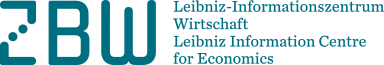 ZBW
Leibniz-Informationszentrum
Wirtschaft
Leibniz Information Centre
for Economics